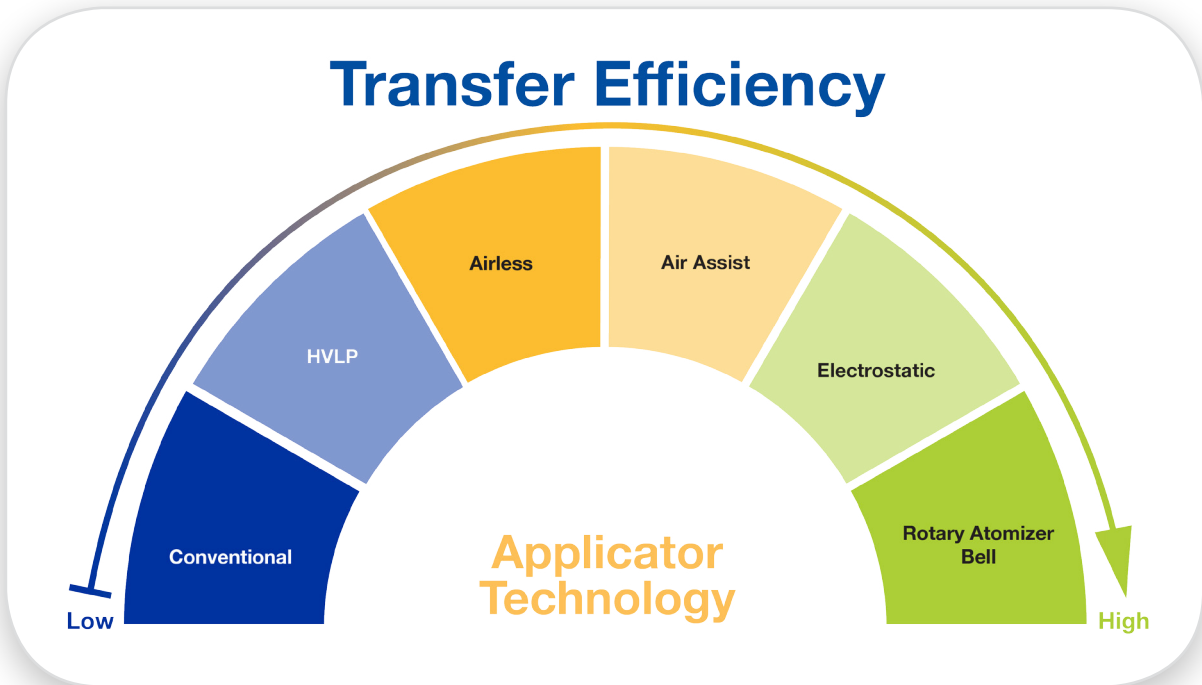 Transfer Efficiency
Airless
Air Assist
HVLP
Electrostatic
Conventional
Rotary Atomizer
Bell
Applicator
Technology
Low
High